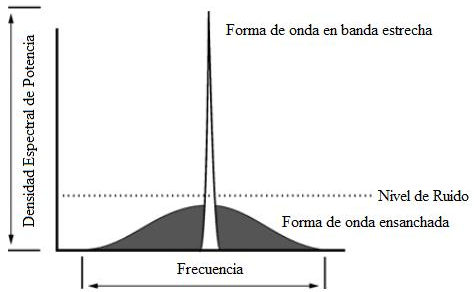 Forma de onda en banda estrecha
Densidad Espectral de Potencia
Nivel de Ruido
Forma de onda ensanchada
Frecuencia